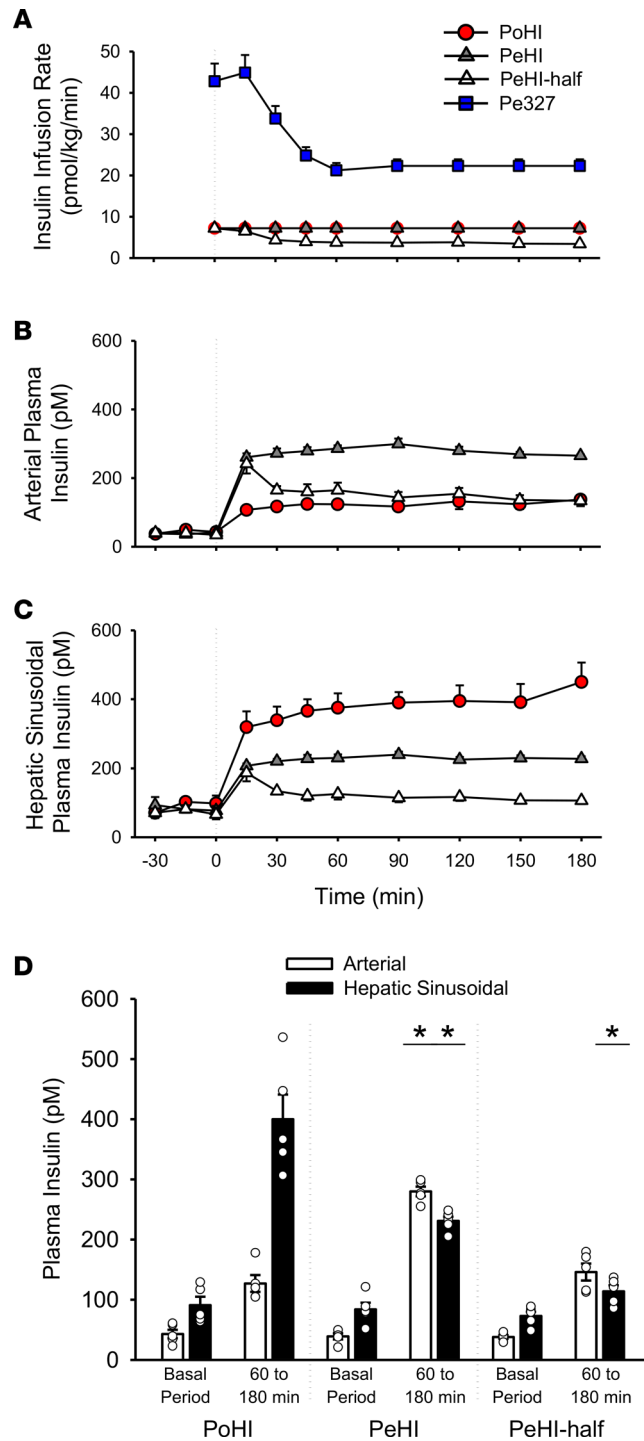 A
PoHI
PeHI
PeHI-half
Pe327
Insulin Infusion Rate
(pmol/kg/min)
50
40
30
20
10
0
B
Arterial Plasma
Insulin (pM)
600
400
200
0
C
Hepatic Sinusoidal
Plasma Insulin (pM)
600
400
200
0
-30 0 30 60 90 120 150 180
Time (min)
D
Arterial
Hepatic Sinusoidal
Plasma Insulin (pM)
600
500
400
300
200
100
0
* * *
Basal 60 to Basal 60 to Basal 60 to
Period 180 min Period 180 min Period 180 min
PoHI PeHI PeHI-half